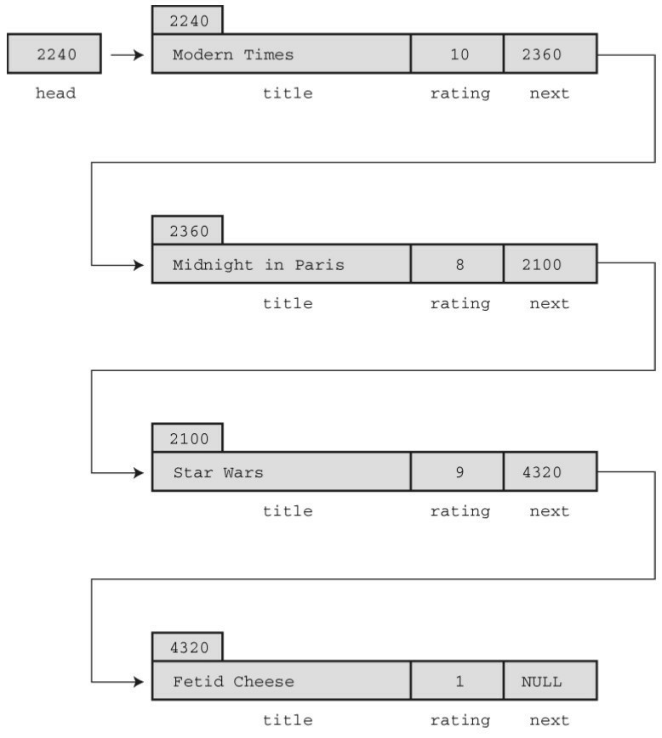 2240
2240 Modern Times 10 2360
head title rating next
2360
Midnight in Paris 8 2100
title rating next
2100
Star Wars 9 4320
title rating next
4320
Fetid Cheese 1 NULL
title rating next